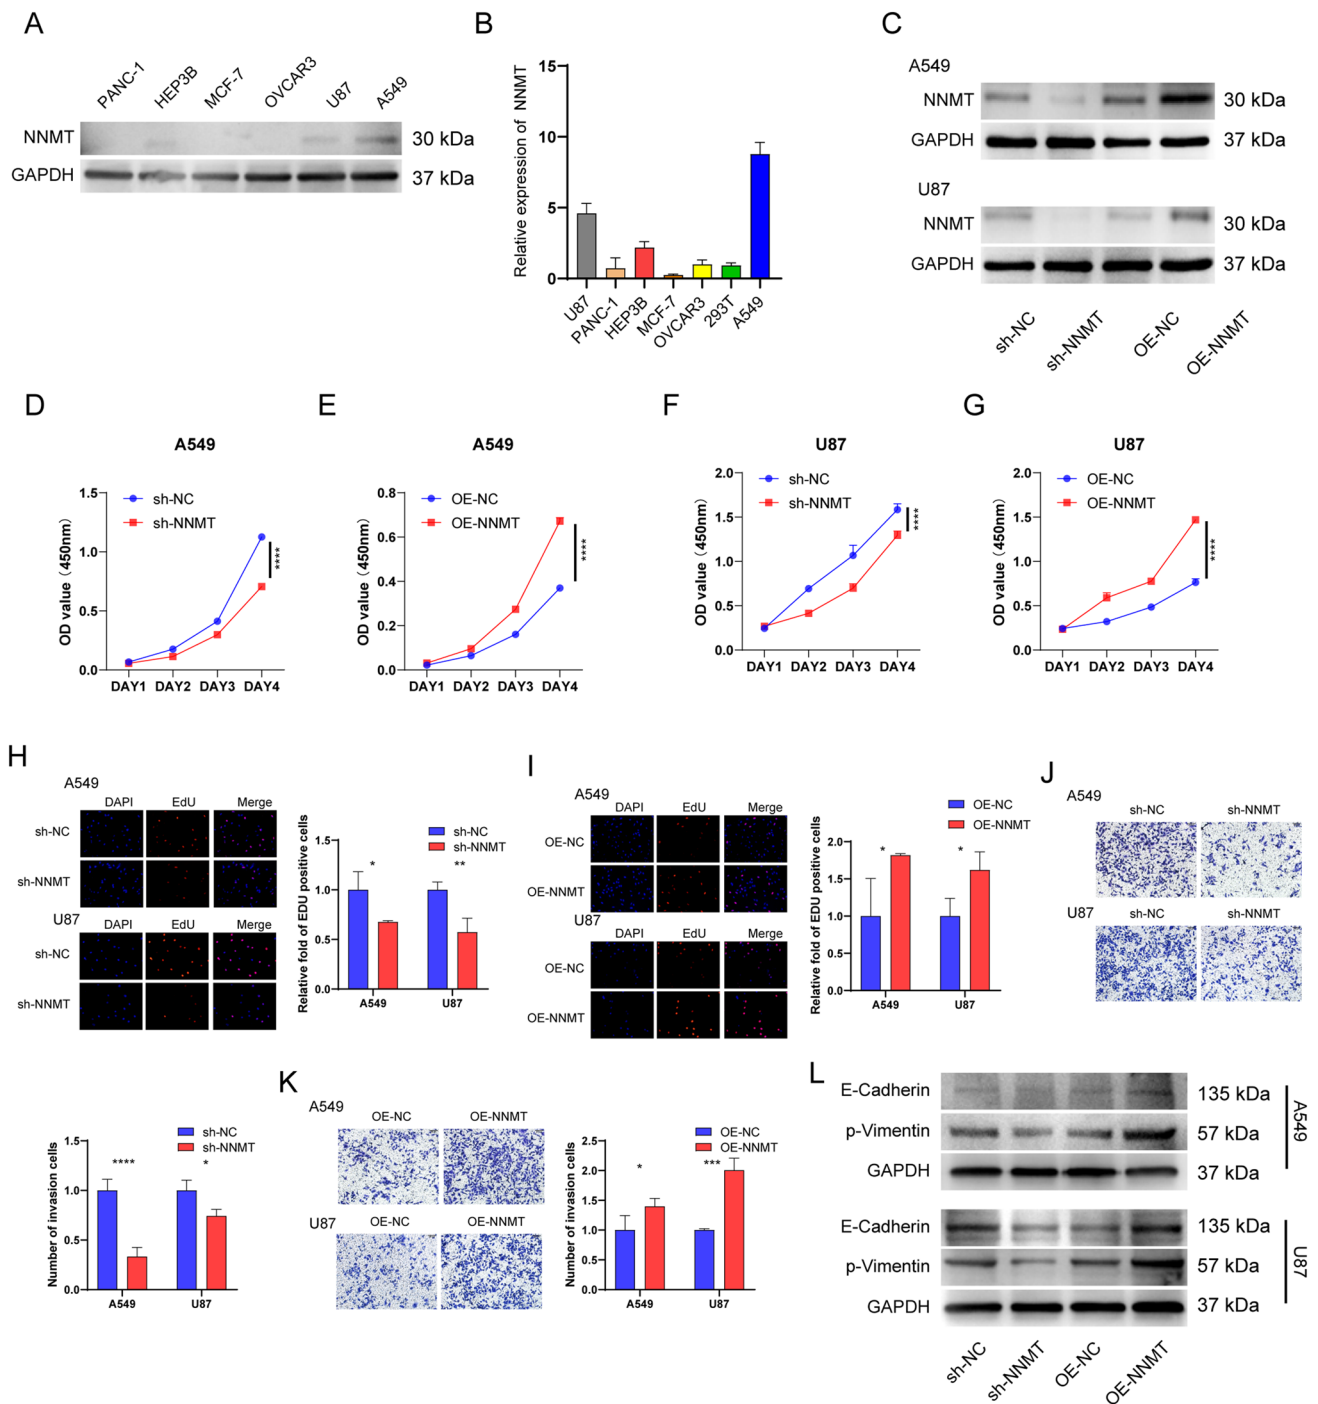 A
PANC-1
HEP3B
MCF-7
OVCAR3
U87
A549
NNMT
30 kDa
GAPDH
37 kDa
B
Relative expression of NNMT
15
10
5
0
U87
PANC-1
HEP3B
MCF-7
OVCAR3
293T
A549
C
A549
NNMT
30 kDa
GAPDH
37 kDa
U87
NNMT
30 kDa
GAPDH
37 kDa
sh-NC
sh-NNMT
OE-NC
OE-NNMT
D
A549
OD value (450nm)
1.5
1.0
0.5
0.0
sh-NC
sh-NNMT
****
DAY1 DAY2 DAY3 DAY4
E
A549
OD value (450nm)
0.8
0.6
0.4
0.2
0.0
OE-NC
OE-NNMT
****
DAY1 DAY2 DAY3 DAY4
F
U87
OD value (450nm)
2.0
1.5
1.0
0.5
0.0
sh-NC
sh-NNMT
****
DAY1 DAY2 DAY3 DAY4
G
U87
OD value (450nm)
2.0
1.5
1.0
0.5
0.0
OE-NC
OE-NNMT
****
DAY1 DAY2 DAY3 DAY4
H
A549
DAPI EdU Merge
sh-NC
sh-NNMT
U87
DAPI EdU Merge
sh-NC
sh-NNMT
Relative fold of EDU positive cells
1.5
1.0
0.5
0.0
sh-NC
sh-NNMT
*
**
A549 U87
I
A549
DAPI EdU Merge
OE-NC
OE-NNMT
U87
DAPI EdU Merge
OE-NC
OE-NNMT
Relative fold of EDU positive cells
2.0
1.5
1.0
0.5
0.0
OE-NC
OE-NNMT
*
*
A549 U87
J
A549
sh-NC sh-NNMT
U87
sh-NC sh-NNMT
Number of invasion cells
1.5
1.0
0.5
0.0
sh-NC
sh-NNMT
****
*
A549 U87
K
A549
OE-NC OE-NNMT
U87
OE-NC OE-NNMT
Number of invasion cells
2.5
2.0
1.5
1.0
0.5
0.0
OE-NC
OE-NNMT
*
***
A549 U87
L
E-Cadherin
135 kDa
p-Vimentin
57 kDa
GAPDH
37 kDa
A549
E-Cadherin
135 kDa
p-Vimentin
57 kDa
GAPDH
37 kDa
U87
sh-NC
sh-NNMT
OE-NC
OE-NNMT